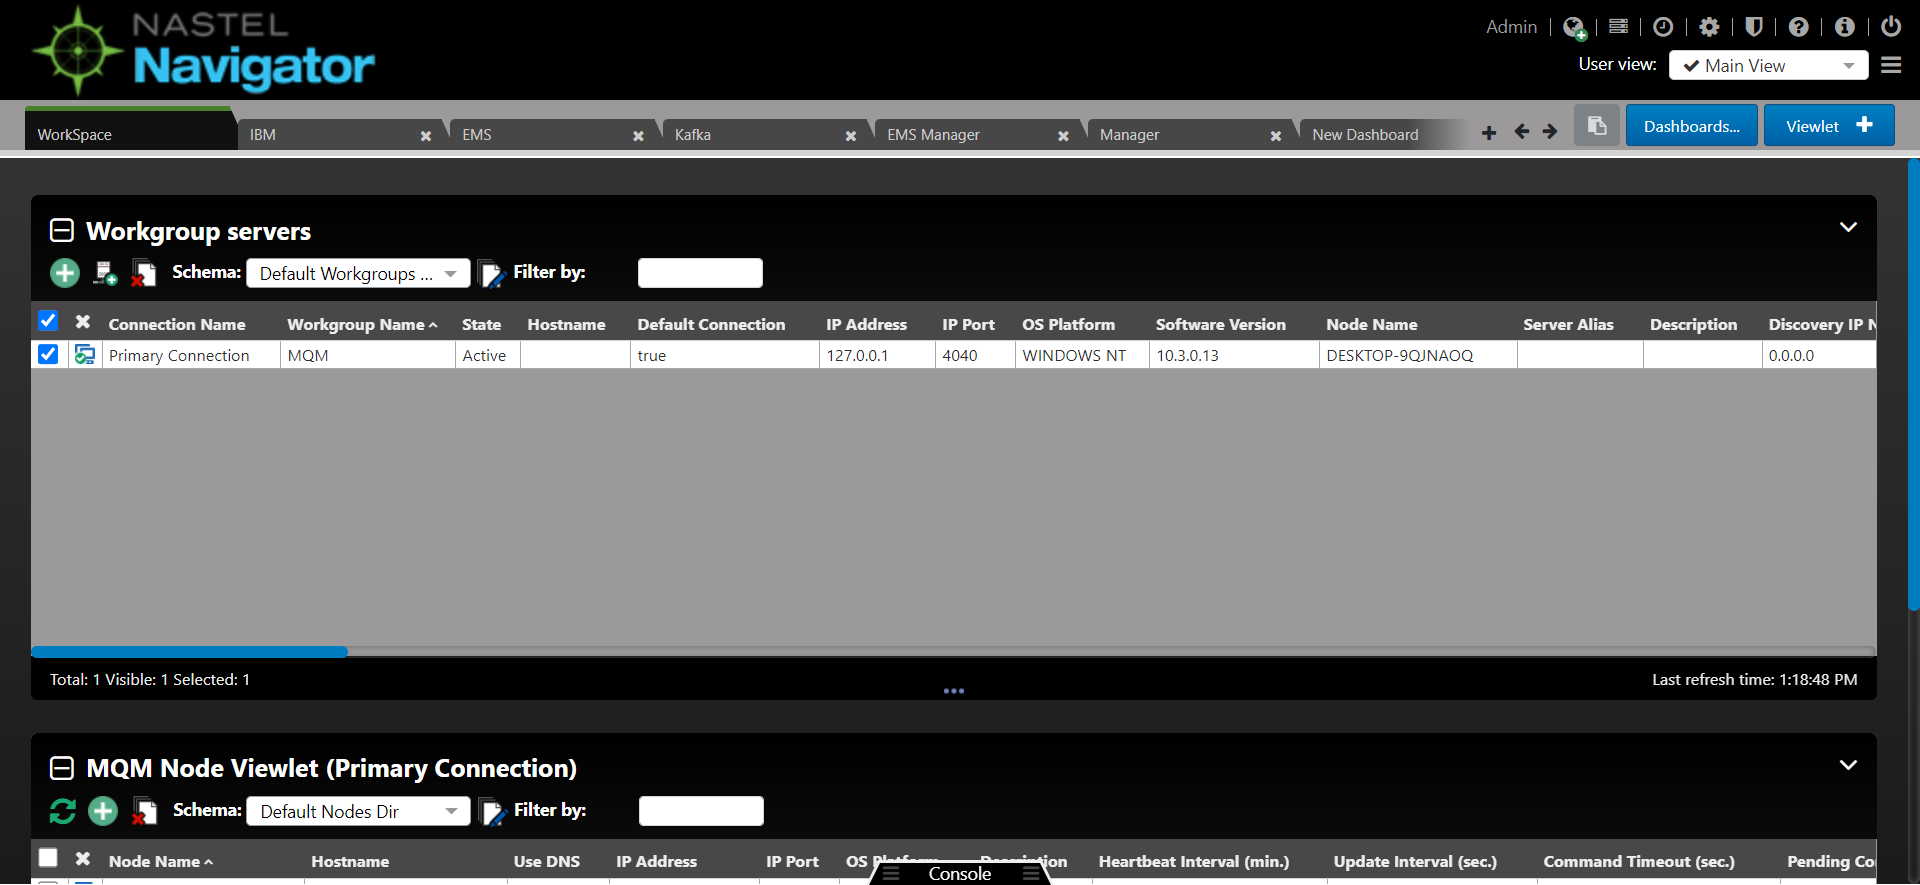 NASTEL
Navigator
Admin
User view: Main View
WorkSpace IBM EMS Kafka EMS Manager Manager New Dashboard Dashboards... Viewlet
Workgroup servers
Schema: Default Workgroups ... Filter by:
Connection Name Workgroup Name State Hostname Default Connection IP Address IP Port OS Platform Software Version Node Name Server Alias Description Discovery IP
Primary Connection MQM Active true 127.0.0.1 4040 WINDOWS NT 10.3.0.13 DESKTOP-9QJNAOQ 0.0.0.0
Total: 1 Visible: 1 Selected: 1 Last refresh time: 1:18:48 PM
MQM Node Viewlet (Primary Connection)
Schema: Default Nodes Dir Filter by:
Node Name Hostname Use DNS IP Address IP Port OS Platform Description Heartbeat Interval (min.) Update Interval (sec.) Command Timeout (sec.) Pending
Console